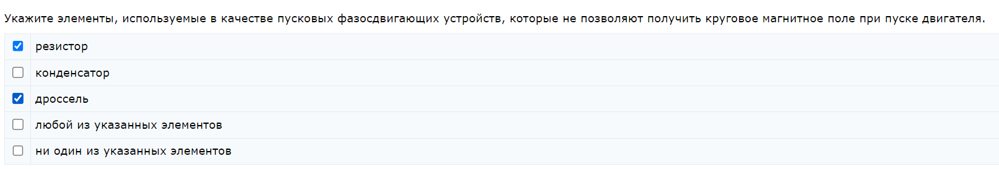 Укажите элементы, используемые в качестве пусковых фазосдвигающих устройств, которые не позволяют получить круговое магнитное поле при пуске двигателя.
резистор
конденсатор
дроссель
любой из указанных элементов
ни один из указанных элементов